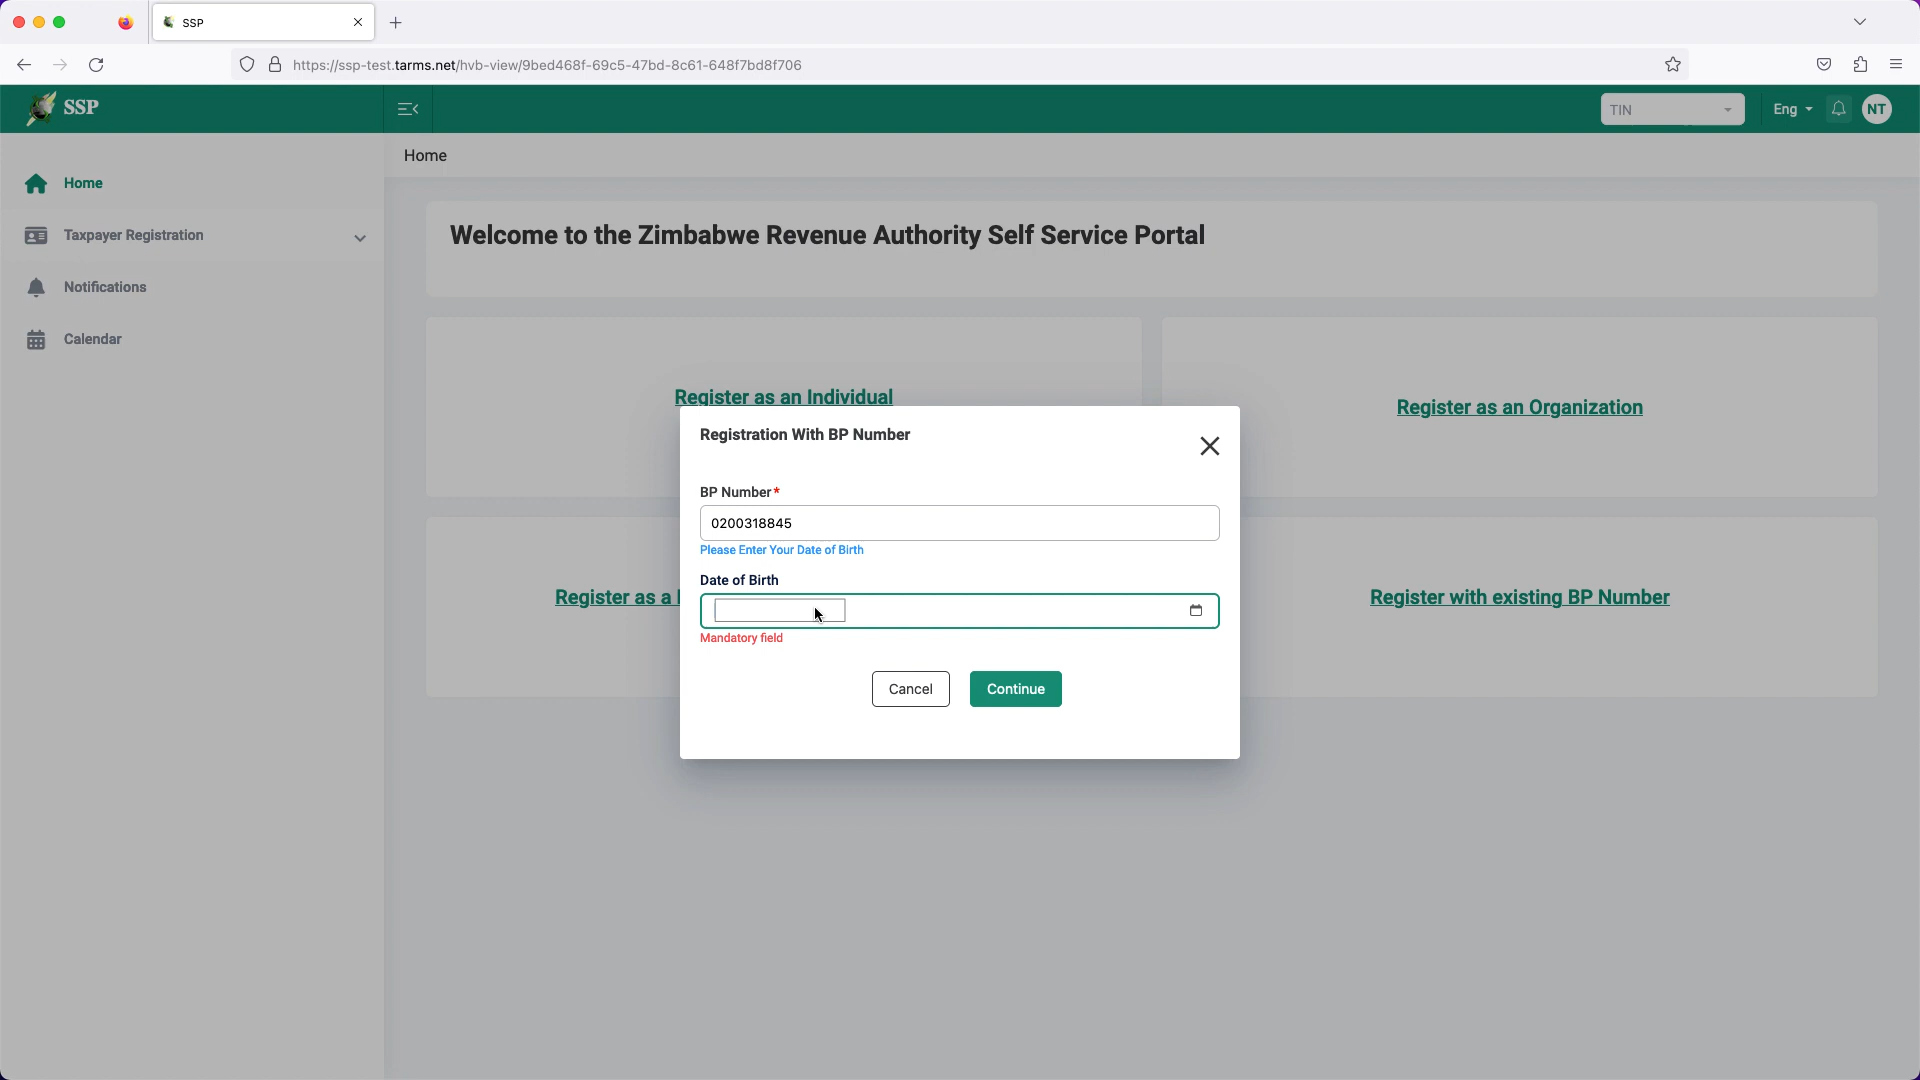 SSP
https://ssp-test.tarms.net/hvb-view/9bed468f-69c5-47bd-8c61-648f7bd8f706
SSP
TIN
Eng
NT
Home
Home
Taxpayer Registration
Notifications
Calendar
Welcome to the Zimbabwe Revenue Authority Self Service Portal
Register as an Individual
Register as an Organization
Registration With BP Number
BP Number*
0200318845
Please Enter Your Date of Birth
Date of Birth
Mandatory field
Register as a
Register with existing BP Number
Cancel
Continue